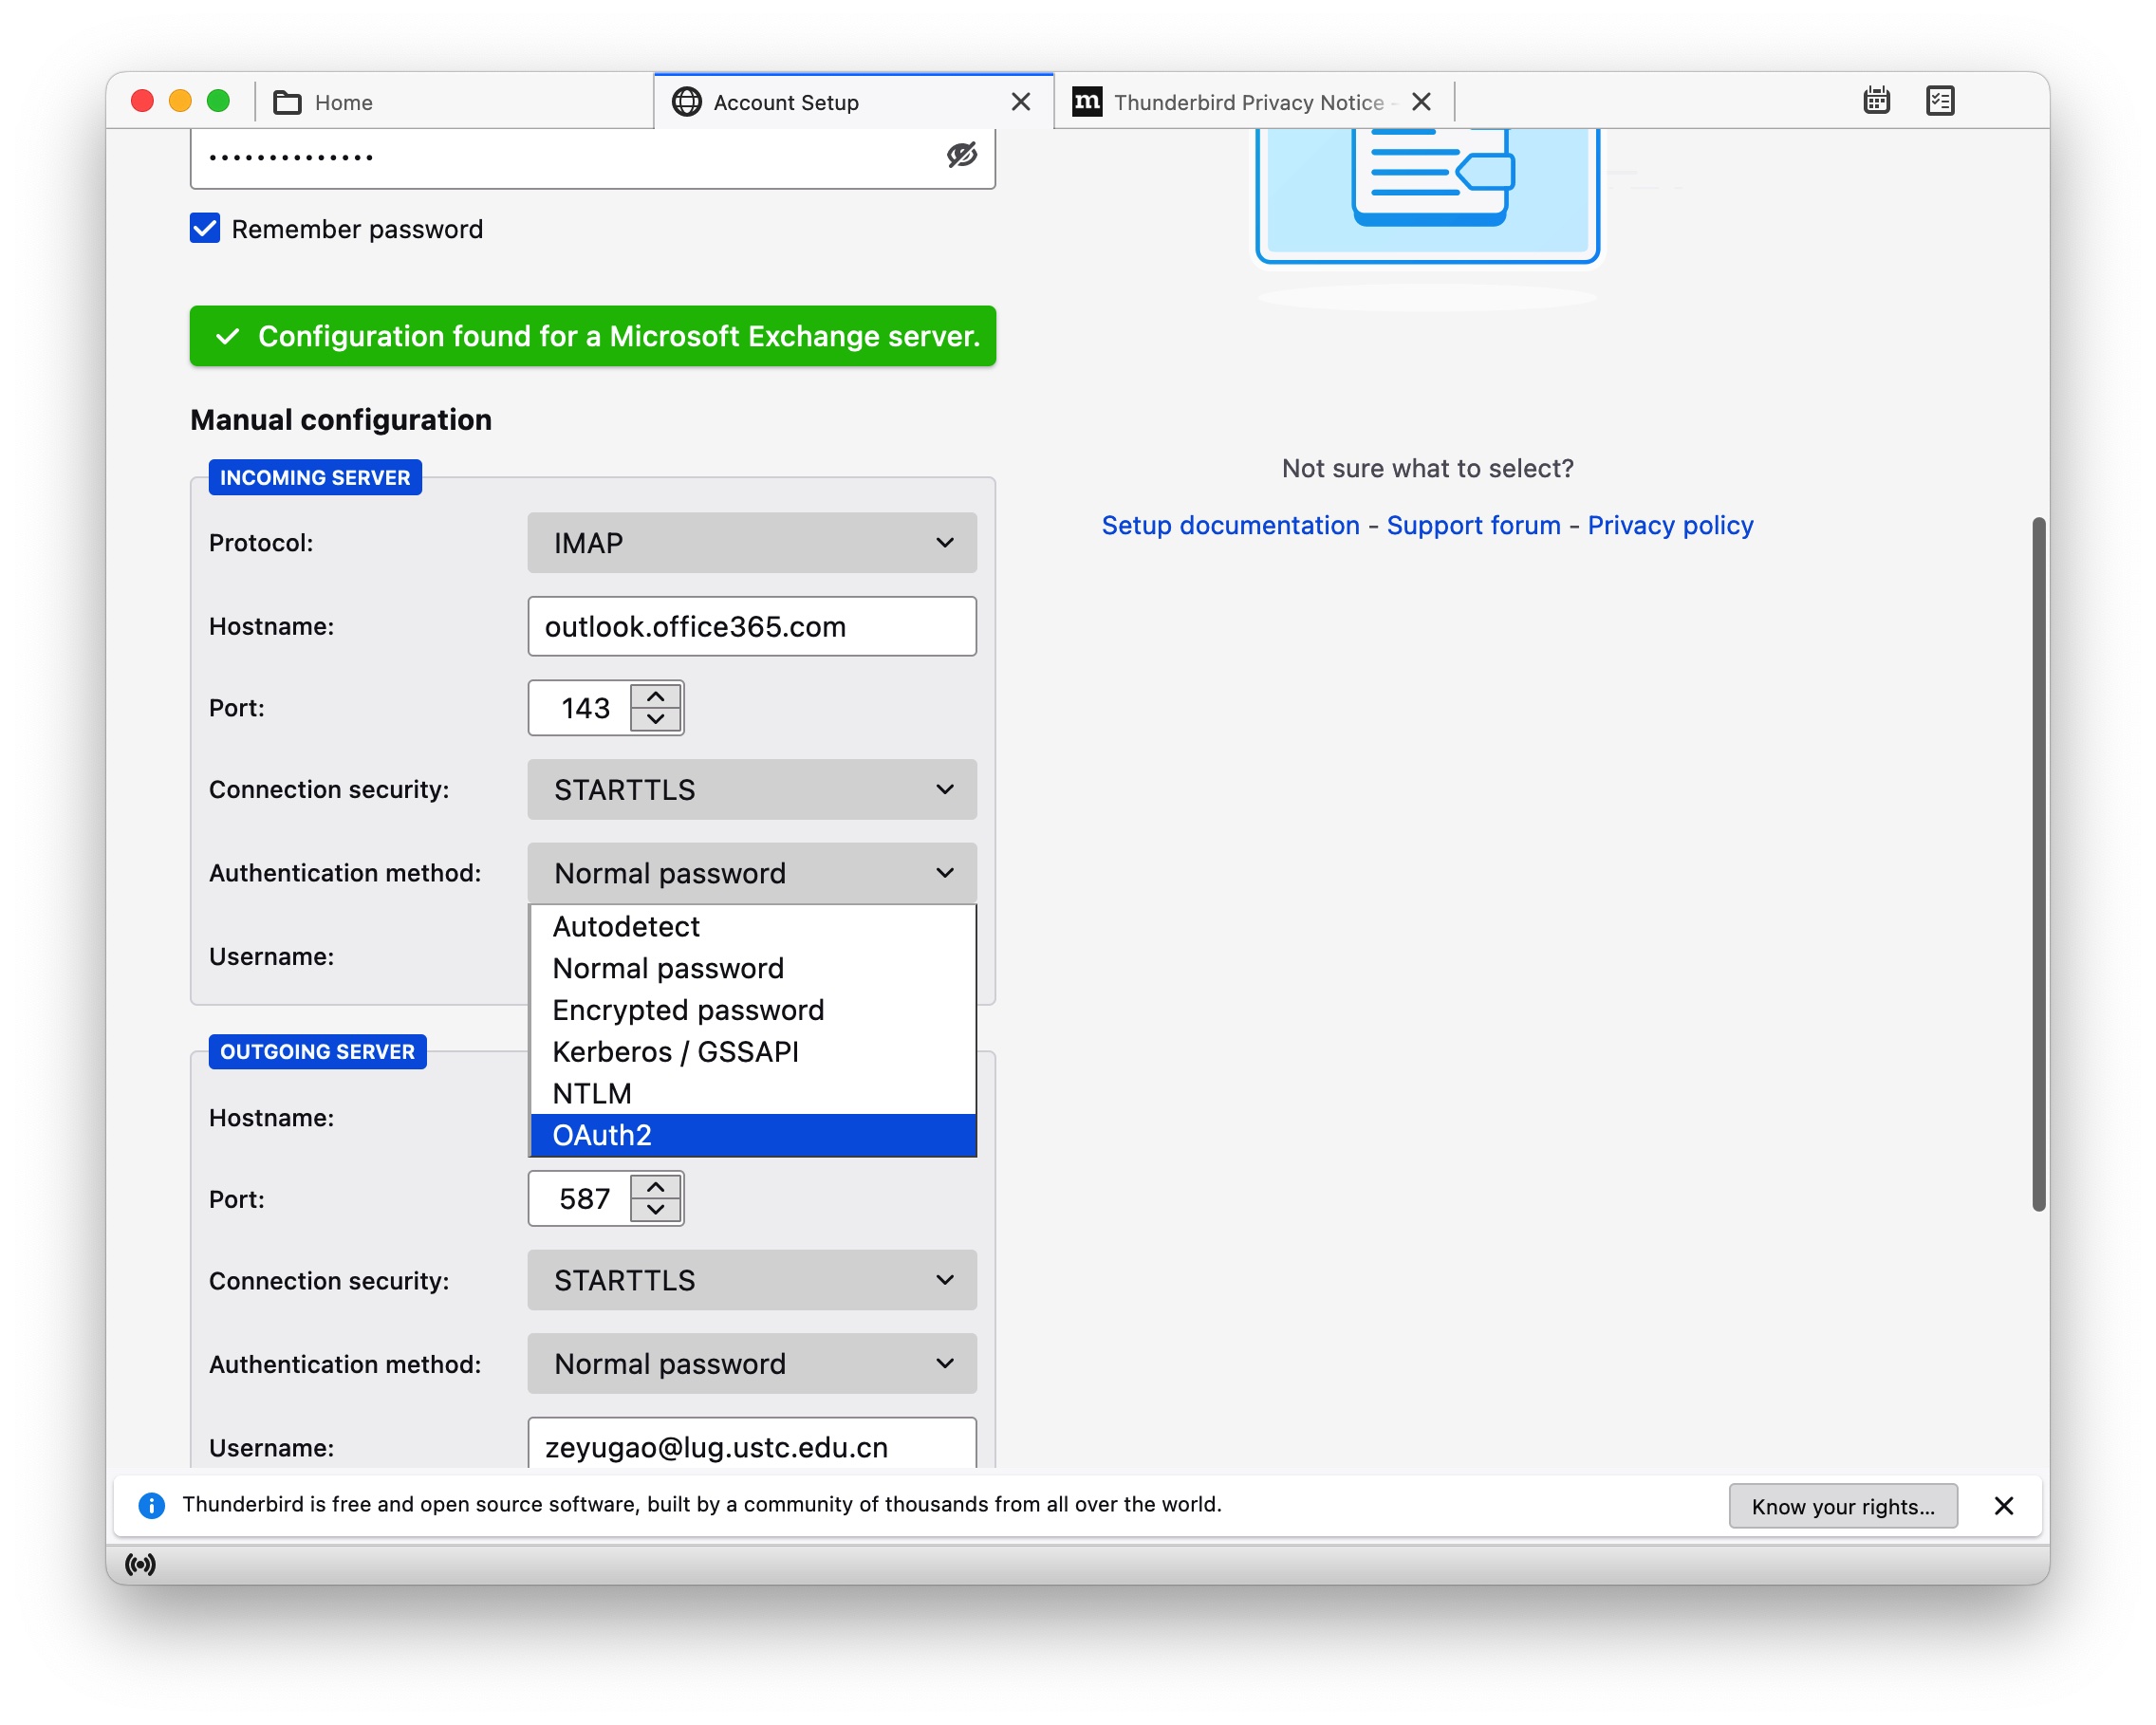 Home
Account Setup
m Thunderbird Privacy Notice -
••••••••••••••
Remember password
Configuration found for a Microsoft Exchange server.
Manual configuration
INCOMING SERVER
Protocol: IMAP
Hostname: outlook.office365.com
Port: 143
Connection security: STARTTLS
Authentication method: Normal password
Autodetect
Normal password
Encrypted password
Kerberos / GSSAPI
NTLM
OAuth2
Username:
OUTGOING SERVER
Hostname:
Port: 587
Connection security: STARTTLS
Authentication method: Normal password
Username: zeyugao@lug.ustc.edu.cn
Not sure what to select?
Setup documentation - Support forum - Privacy policy
Thunderbird is free and open source software, built by a community of thousands from all over the world.
Know your rights...